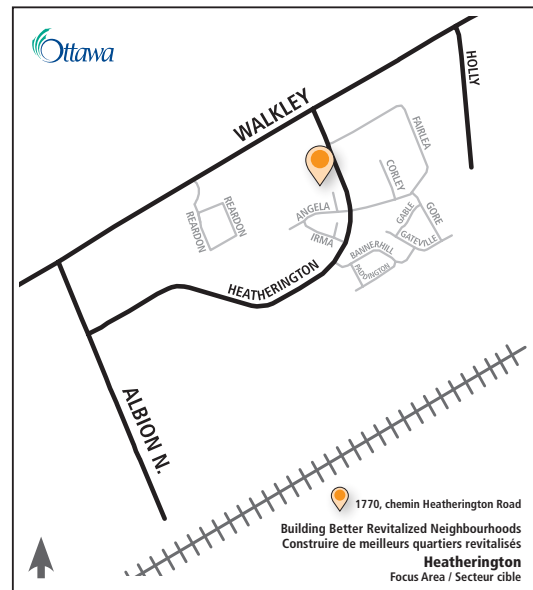 Ottawa
WALKLEY
HOLLY
FAIRLEA
CORLEY
REARDON
REARDON
ANGELA
IRMA
GABLE
GORE
GATEVILLE
BANNERHILL
PADDINGTON
HEATHERINGTON
ALBION N.
1770, chemin Heatherington Road
Building Better Revitalized Neighbourhoods
Construire de meilleurs quartiers revitalisés
Heatherington
Focus Area / Secteur cible